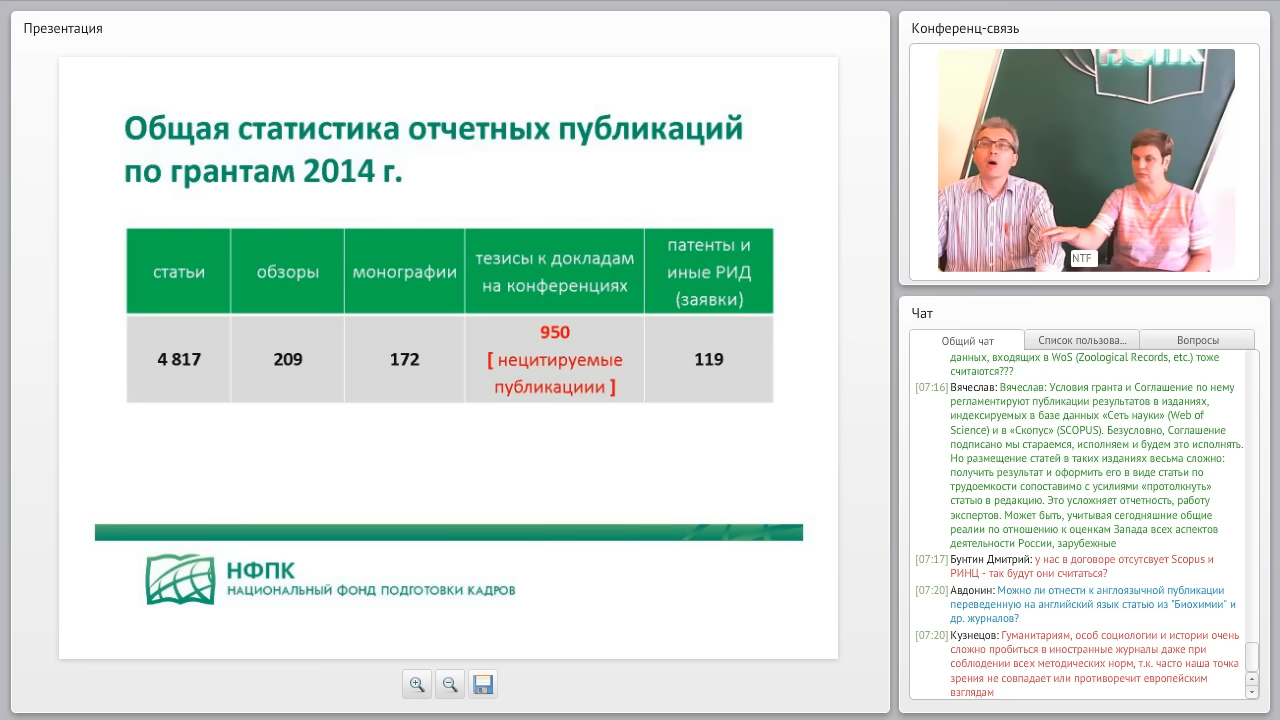 Презентация
Общая статистика отчетных публикаций
по грантам 2014 г.
статьи
обзоры
монографии
тезисы к докладам
на конференциях
патенты и
иные РИД
(заявки)
4 817
209
172
950
[ нецитируемые
публикациии ]
119
НФПК
НАЦИОНАЛЬНЫЙ ФОНД ПОДГОТОВКИ КАДРОВ
Конференц-связь
НФПК
NTF
Чат
Общий чат
Список пользова...
Вопросы
данных, входящих в WoS (Zoological Records, etc.) тоже
считаются???
[07:16] Вячеслав: Вячеслав: Условия гранта и Соглашение по нему
регламентируют публикации результатов в изданиях,
индексируемых в базе данных «Сеть науки» (Web of
Science) и в «Скопус» (SCOPUS). Безусловно, Соглашение
подписано мы стараемся, исполняем и будем это исполнять.
Но размещение статей в таких изданиях весьма сложно:
получить результат и оформить его в виде статьи по
трудоемкости сопоставимо с усилиями «протолкнуть»
статью в редакцию. Это усложняет отчетность, работу
экспертов. Может быть, учитывая сегодняшние общие
реалии по отношению к оценкам Запада всех аспектов
деятельности России, зарубежные
[07:17] Бунтин Дмитрий: у нас в договоре отсутсвует Scopus и
РИНЦ - так будут они считаться?
[07:20] Авдонин: Можно ли отнести к англоязычной публикации
переведенную на английский язык статью из "Биохимии" и
др. журналов?
[07:20] Кузнецов: Гуманитариям, особ социологии и истории очень
сложно пробиться в иностранные журналы даже при
соблюдении всех методических норм, т.к. часто наша точка
зрения не совпадает или противоречит европейским
взглядам